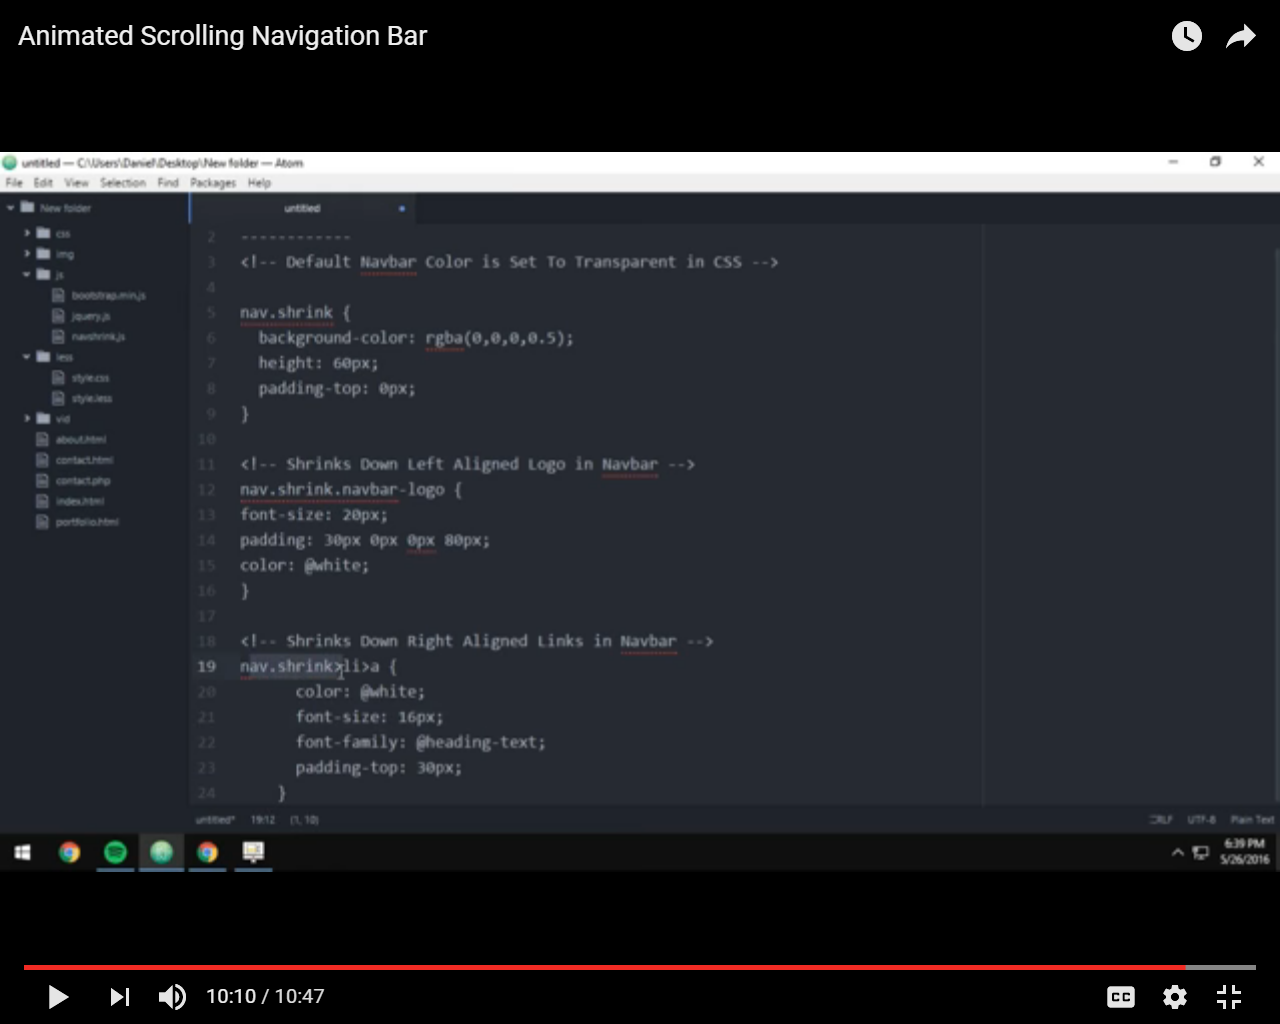 Animated Scrolling Navigation Bar
untitled — C:\Users\Daniel\Desktop\New folder — Atom
File Edit View Selection Find Packages Help
New folder
css
img
js
bootstrap.min.js
jquery.js
navshrink.js
less
style.css
style.less
vid
about.html
contact.html
contact.php
index.html
portfolio.html
untitled
2 ------------
3 <!-- Default Navbar Color is Set To Transparent in CSS -->
4
5 nav.shrink {
6 background-color: rgba(0,0,0,0.5);
7 height: 60px;
8 padding-top: 0px;
9 }
10
11 <!-- Shrinks Down Left Aligned Logo in Navbar -->
12 nav.shrink.navbar-logo {
13 font-size: 20px;
14 padding: 30px 0px 0px 80px;
15 color: @white;
16 }
17
18 <!-- Shrinks Down Right Aligned Links in Navbar -->
19 nav.shrink>li>a {
20 color: @white;
21 font-size: 16px;
22 font-family: @heading-text;
23 padding-top: 30px;
24 }
untitled* 19:12 (1, 10) CRLF UTF-8 Plain Text
6:39 PM
5/26/2016
10:10 / 10:47
CC